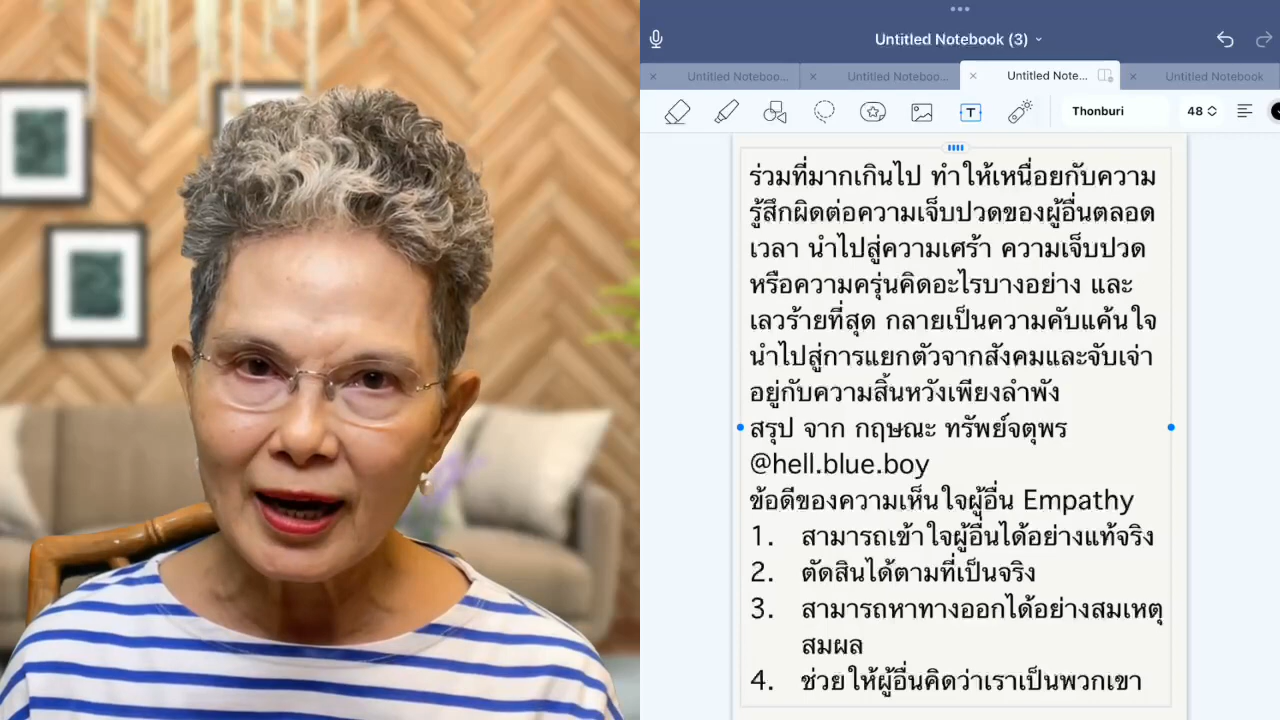 Untitled Notebook (3)
Untitled Noteboo...
Untitled Noteboo...
Untitled Note...
Untitled Notebook
Thonburi
48
ร่วมที่มากเกินไป ทำให้เหนื่อยกับความ
รู้สึกผิดต่อความเจ็บปวดของผู้อื่นตลอด
เวลา นำไปสู่ความเศร้า ความเจ็บปวด
หรือความครุ่นคิดอะไรบางอย่าง และ
เลวร้ายที่สุด กลายเป็นความคับแค้นใจ
นำไปสู่การแยกตัวจากสังคมและจับเจ่า
อยู่กับความสิ้นหวังเพียงลำพัง
สรุป จาก กฤษณะ ทรัพย์จตุพร
@hell.blue.boy
ข้อดีของความเห็นใจผู้อื่น Empathy
1. สามารถเข้าใจผู้อื่นได้อย่างแท้จริง
2. ตัดสินได้ตามที่เป็นจริง
3. สามารถหาทางออกได้อย่างสมเหตุ
สมผล
4. ช่วยให้ผู้อื่นคิดว่าเราเป็นพวกเขา